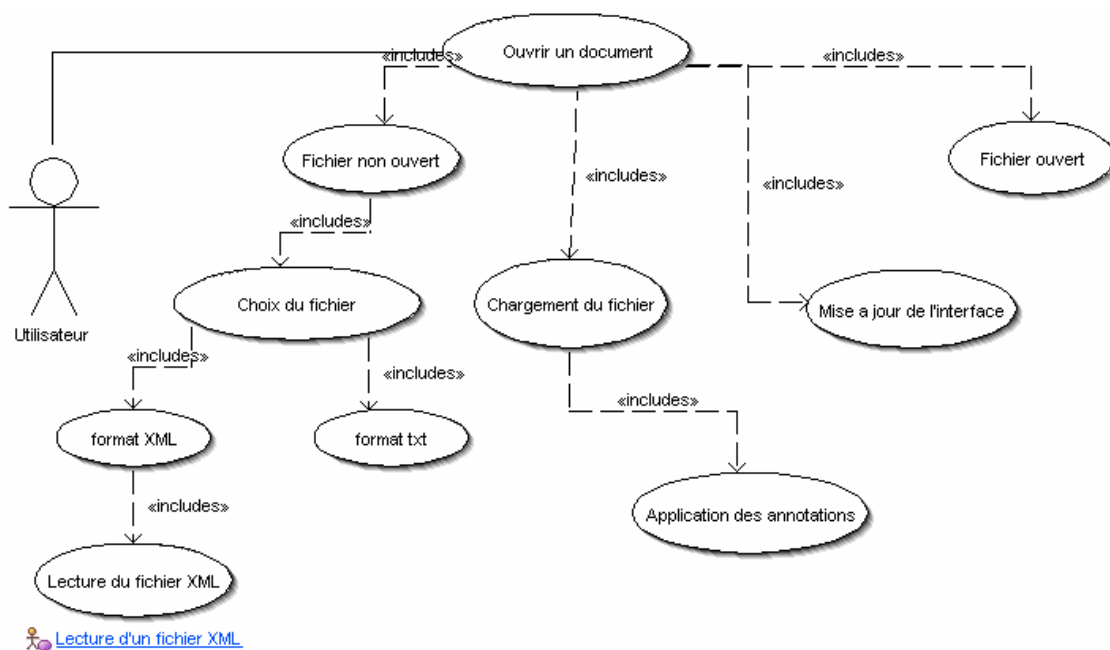 Ouvrir un document
«includes»
«includes»
Fichier non ouvert
Fichier ouvert
«includes»
«includes»
«includes»
Choix du fichier
Chargement du fichier
Mise a jour de l'interface
Utilisateur
«includes»
«includes»
«includes»
format XML
format txt
«includes»
Application des annotations
Lecture du fichier XML
Lecture d'un fichier XML